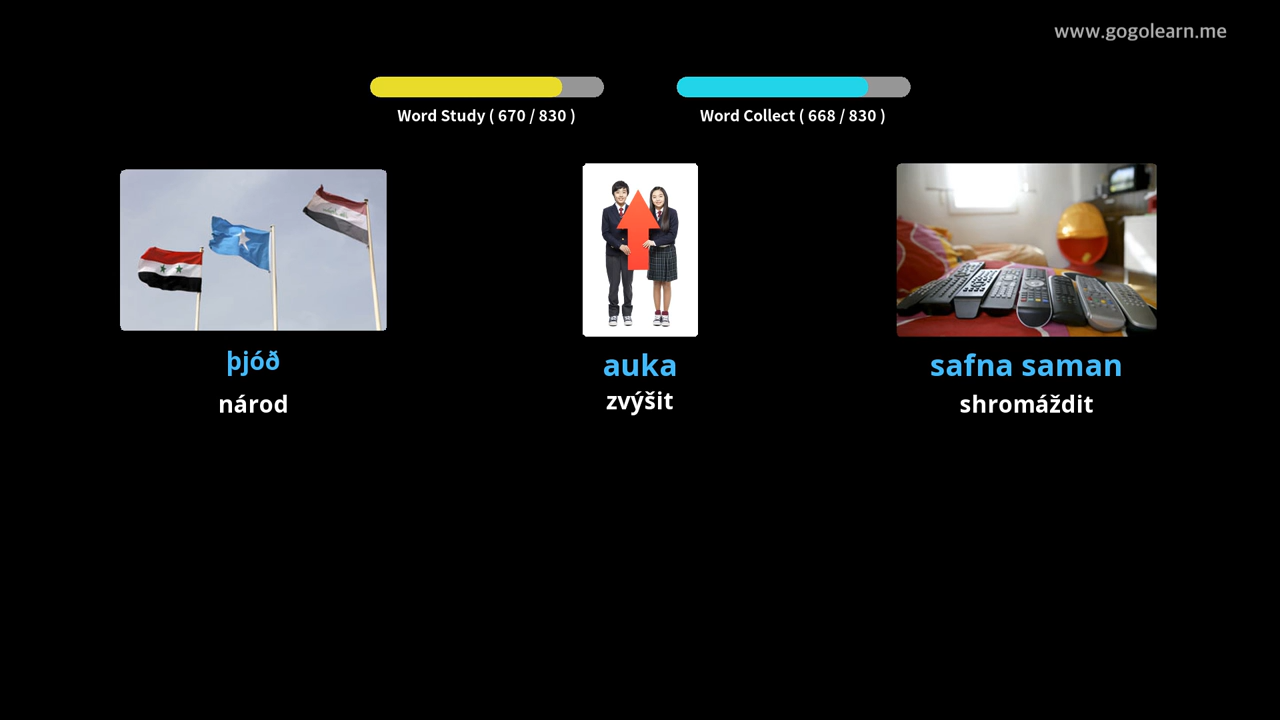 www.gogolearn.me
Word Study ( 670 / 830 )
Word Collect ( 668 / 830 )
þjóð
národ
auka
zvýšit
safna saman
shromáždit